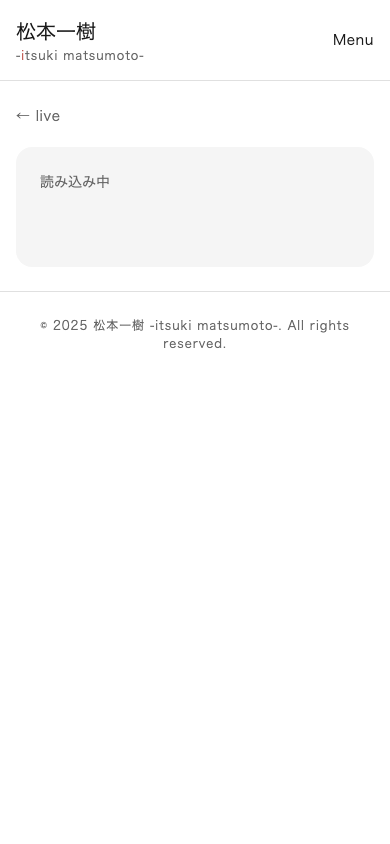 松本一樹
-itsuki matsumoto-
Menu
← live
読み込み中
© 2025 松本一樹 -itsuki matsumoto-. All rights
reserved.